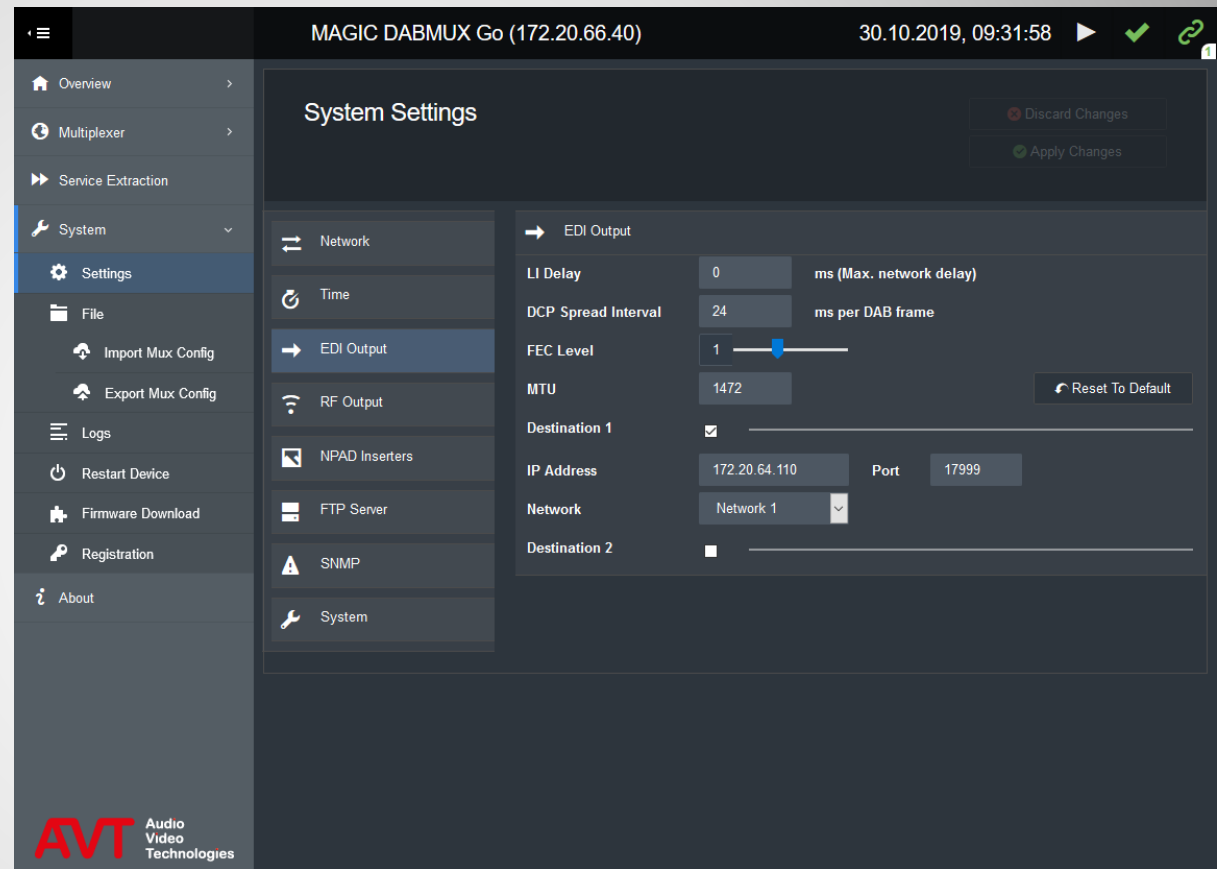 MAGIC DABMUX Go (172.20.66.40) 30.10.2019, 09:31:58
1
Overview
Multiplexer
Service Extraction
System
Settings
File
Import Mux Config
Export Mux Config
Logs
Restart Device
Firmware Download
Registration
About
AVT Audio
Video
Technologies
System Settings
Discard Changes
Apply Changes
Network
Time
EDI Output
RF Output
NPAD Inserters
FTP Server
SNMP
System
EDI Output
LI Delay 0 ms (Max. network delay)
DCP Spread Interval 24 ms per DAB frame
FEC Level 1
MTU 1472 Reset To Default
Destination 1
IP Address 172.20.64.110 Port 17999
Network Network 1
Destination 2